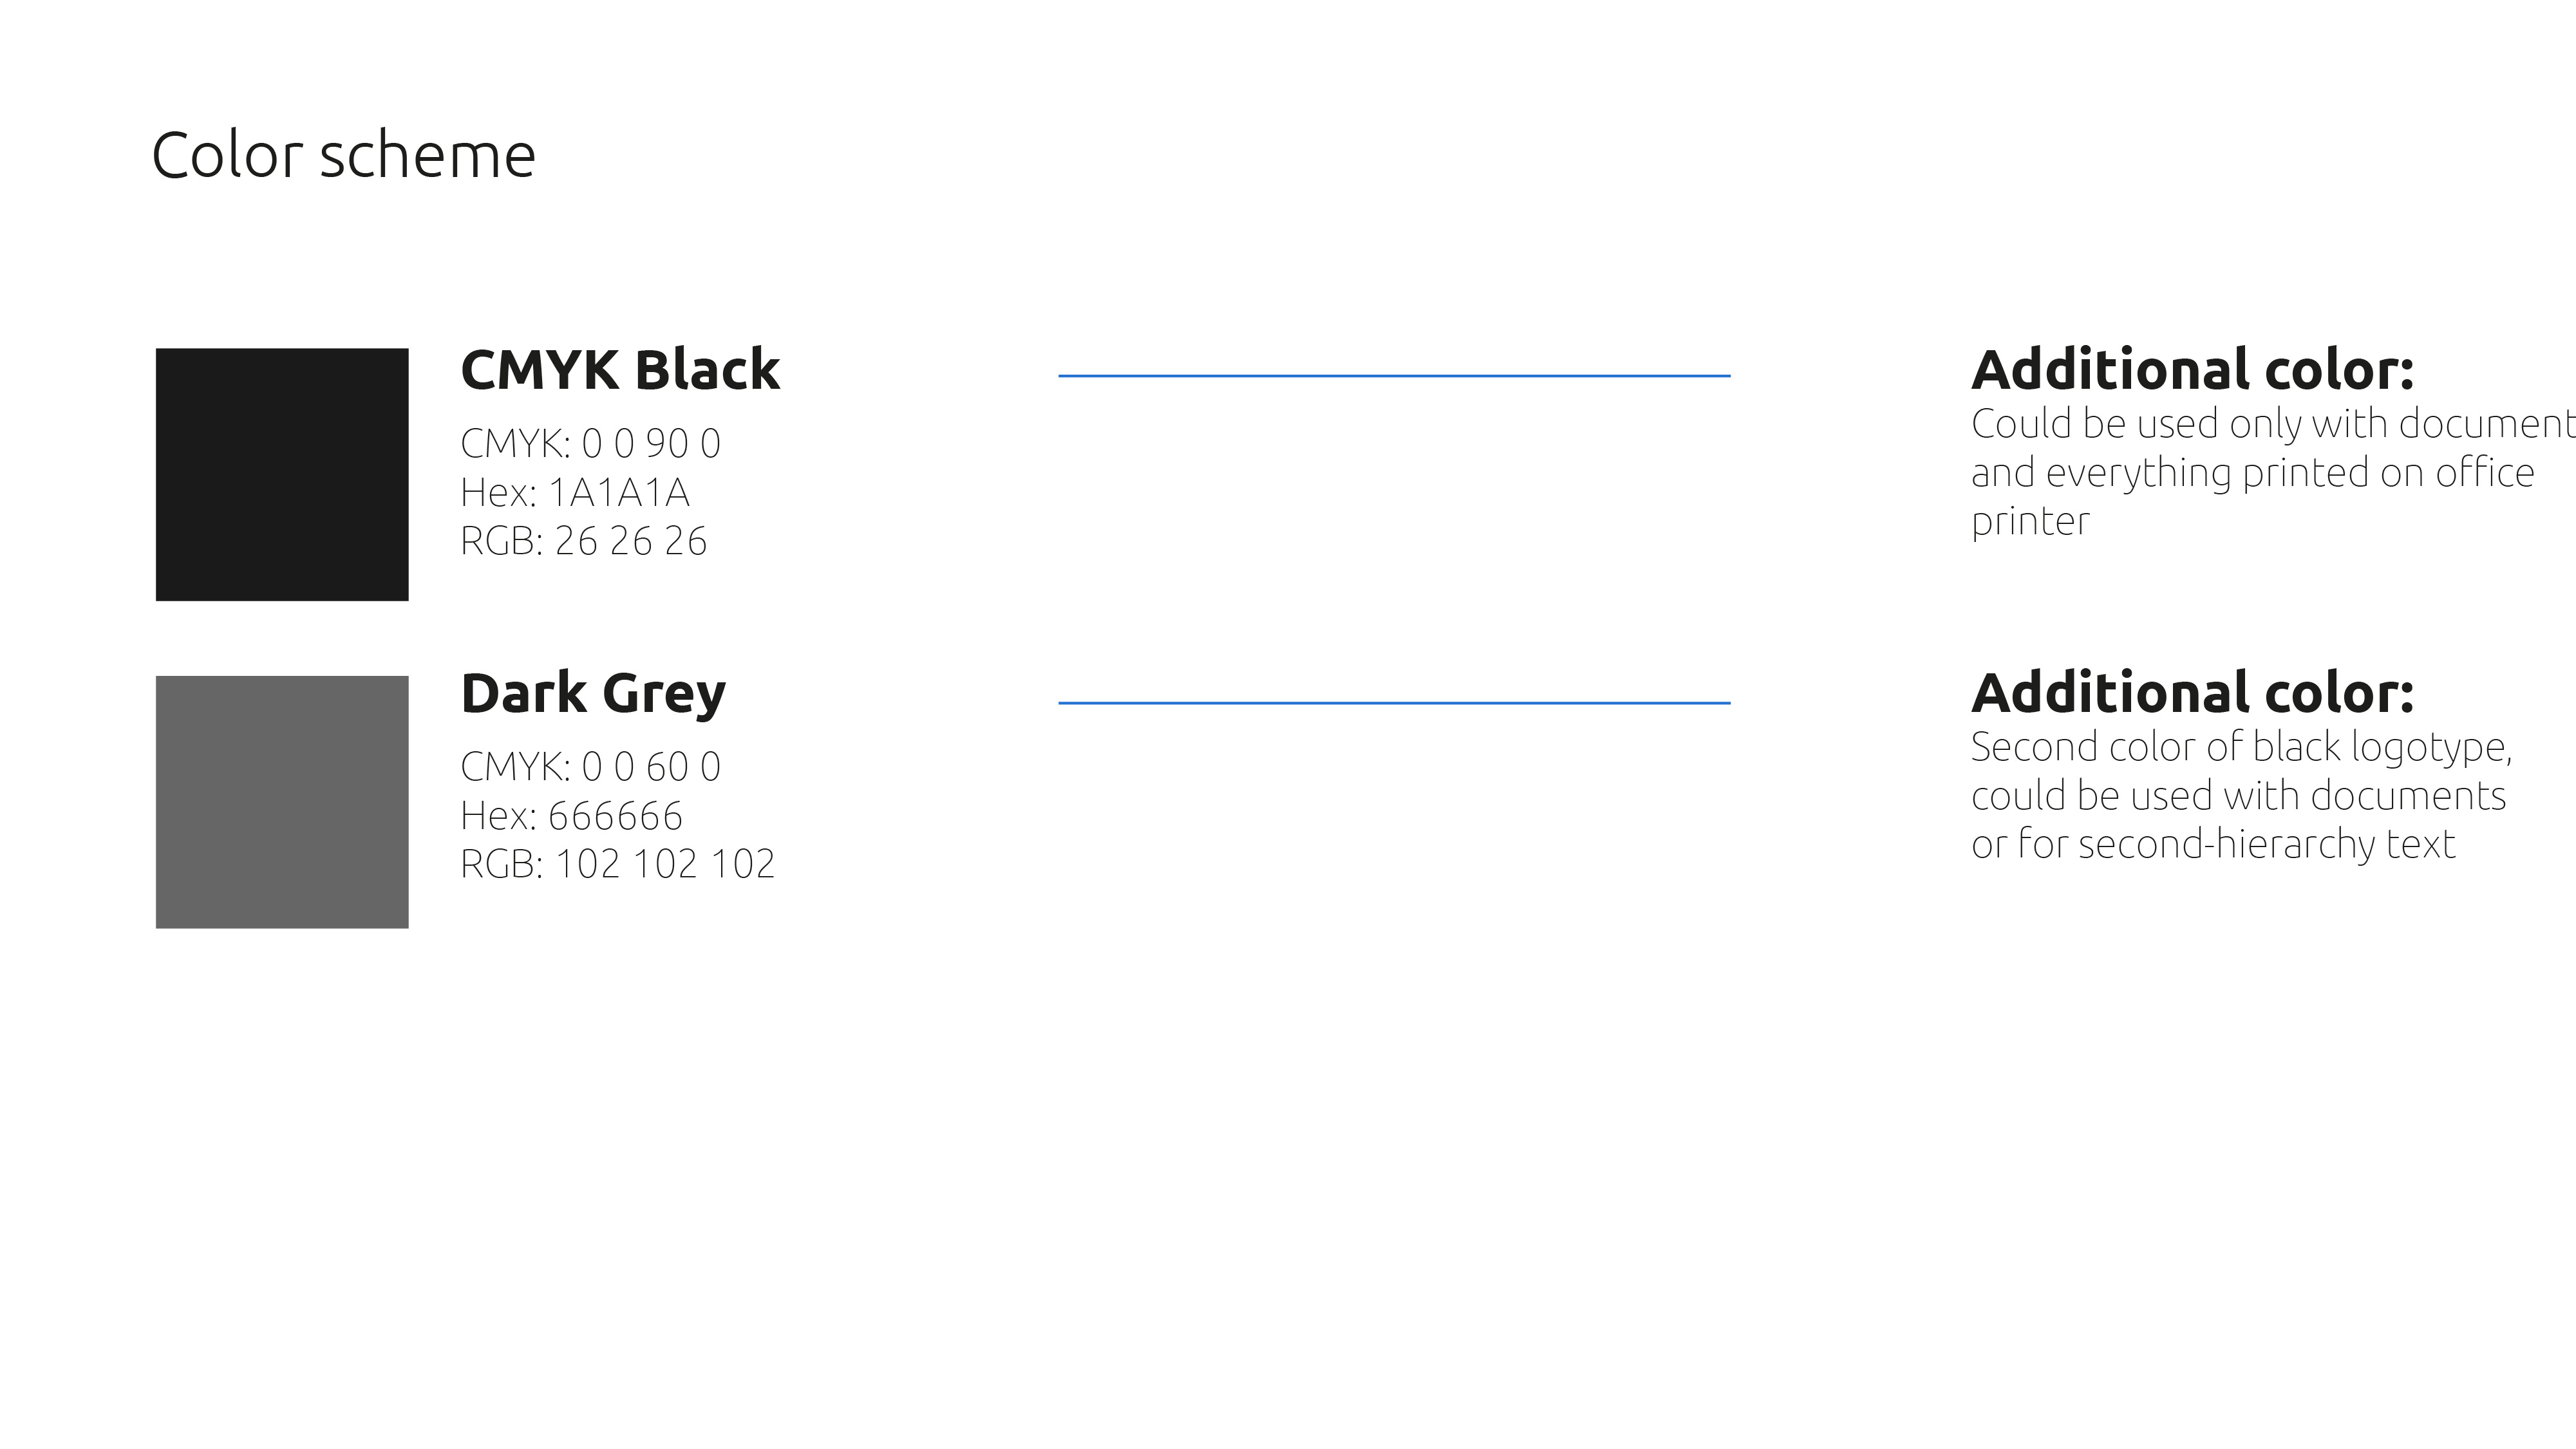 Color scheme
CMYK Black
CMYK: 0 0 90 0
Hex: 1A1A1A
RGB: 26 26 26
Additional color:
Could be used only with document
and everything printed on office
printer
Dark Grey
CMYK: 0 0 60 0
Hex: 666666
RGB: 102 102 102
Additional color:
Second color of black logotype,
could be used with documents
or for second-hierarchy text